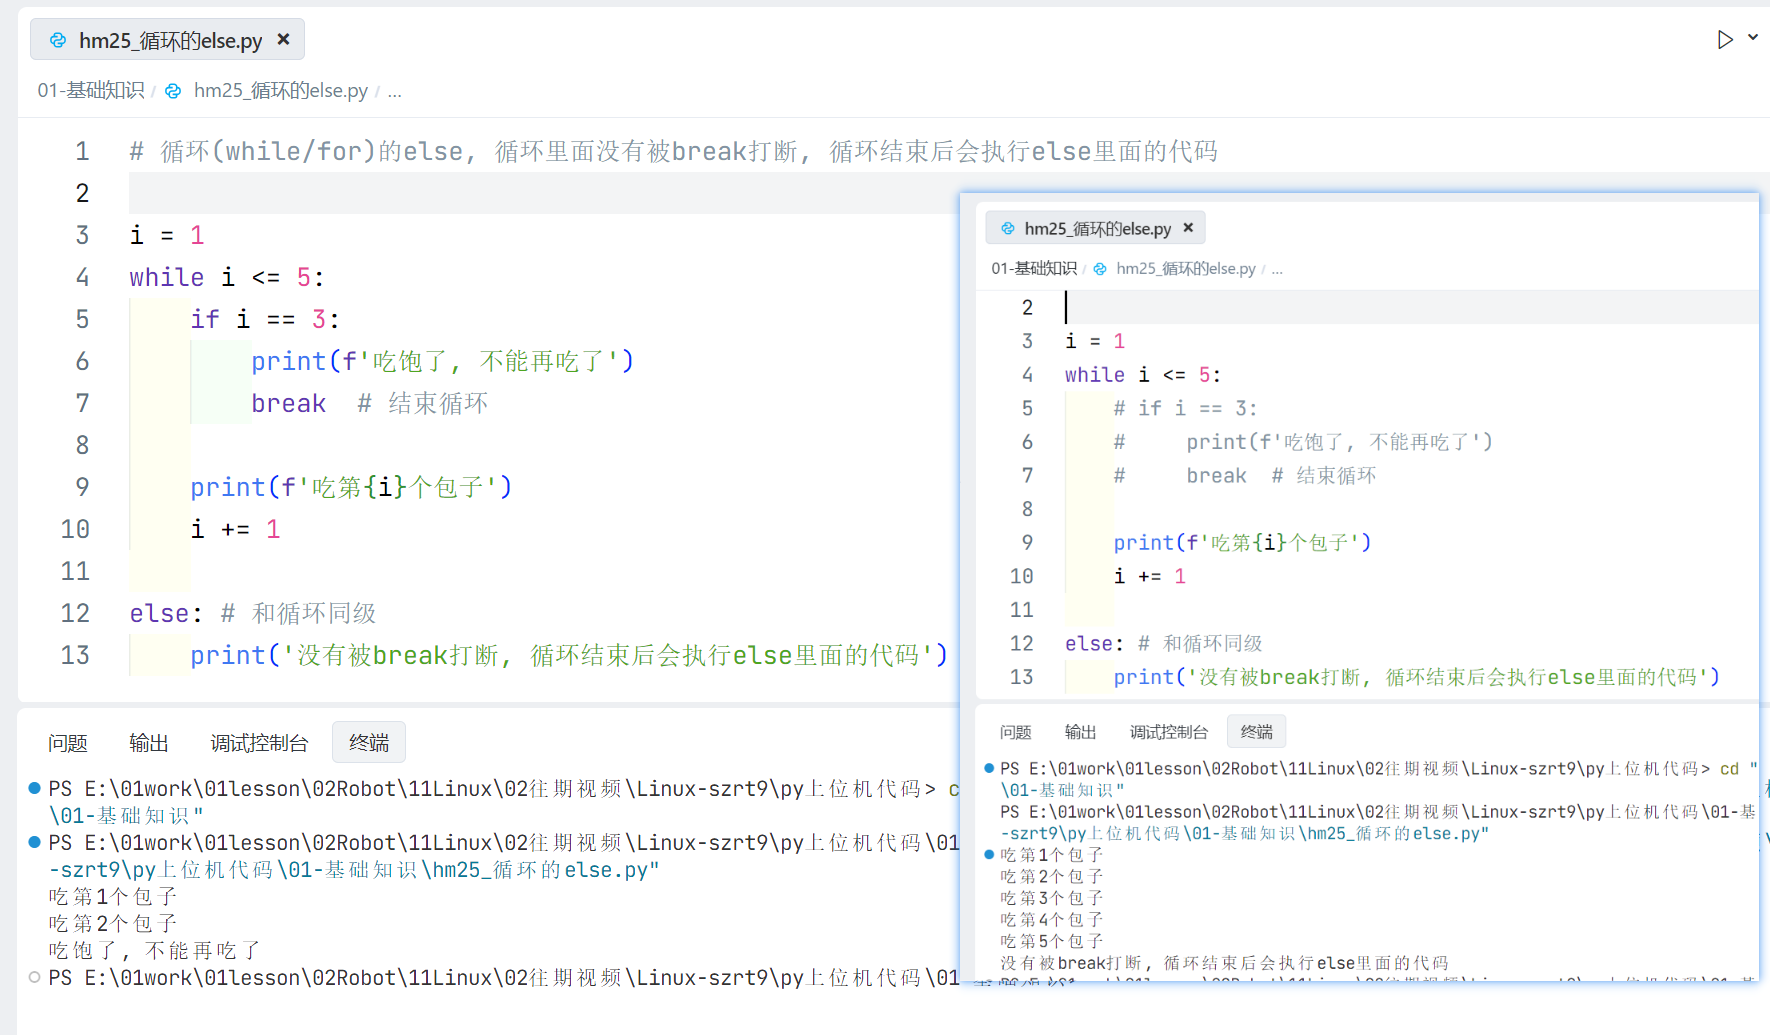 hm25_循环的else.py ×
01-基础知识 / hm25_循环的else.py / ...
1 # 循环(while/for)的else, 循环里面没有被break打断, 循环结束后会执行else里面的代码
2
3 i = 1
4 while i <= 5:
5     if i == 3:
6         print(f'吃饱了, 不能再吃了')
7         break  # 结束循环
8
9     print(f'吃第{i}个包子')
10     i += 1
11
12 else: # 和循环同级
13     print('没有被break打断, 循环结束后会执行else里面的代码')
问题 输出 调试控制台 终端
PS E:\01work\01lesson\02Robot\11Linux\02往期视频\Linux-szrt9\py上位机代码> c
\01-基础知识"
PS E:\01work\01lesson\02Robot\11Linux\02往期视频\Linux-szrt9\py上位机代码\01
-szrt9\py上位机代码\01-基础知识\hm25_循环的else.py"
吃第1个包子
吃第2个包子
吃饱了, 不能再吃了
PS E:\01work\01lesson\02Robot\11Linux\02往期视频\Linux-szrt9\py上位机代码\01
hm25_循环的else.py ×
01-基础知识 / hm25_循环的else.py / ...
2
3 i = 1
4 while i <= 5:
5     # if i == 3:
6     #     print(f'吃饱了, 不能再吃了')
7     #     break  # 结束循环
8
9     print(f'吃第{i}个包子')
10     i += 1
11
12 else: # 和循环同级
13     print('没有被break打断, 循环结束后会执行else里面的代码')
问题 输出 调试控制台 终端
PS E:\01work\01lesson\02Robot\11Linux\02往期视频\Linux-szrt9\py上位机代码> cd "
\01-基础知识"
PS E:\01work\01lesson\02Robot\11Linux\02往期视频\Linux-szrt9\py上位机代码\01-基
-szrt9\py上位机代码\01-基础知识\hm25_循环的else.py"
吃第1个包子
吃第2个包子
吃第3个包子
吃第4个包子
吃第5个包子
没有被break打断, 循环结束后会执行else里面的代码